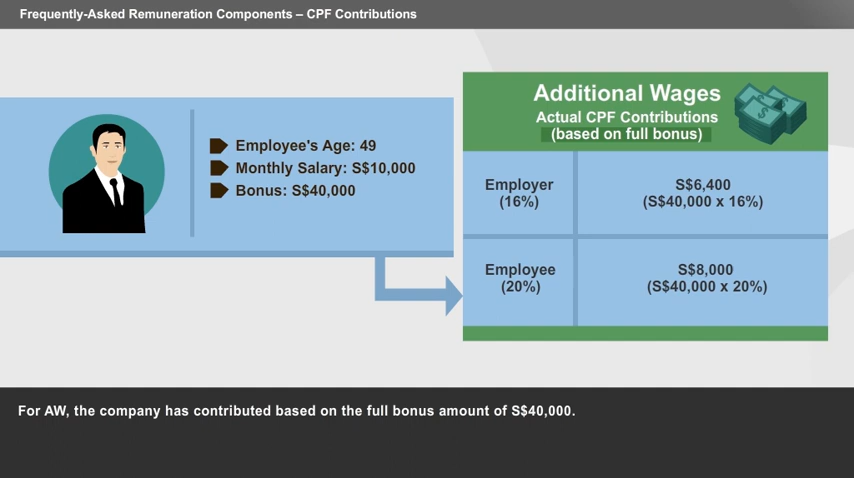 Frequently-Asked Remuneration Components – CPF Contributions
Employee's Age: 49
Monthly Salary: S$10,000
Bonus: S$40,000
Additional Wages
Actual CPF Contributions
(based on full bonus)
Employer
(16%)
S$6,400
(S$40,000 x 16%)
Employee
(20%)
S$8,000
(S$40,000 x 20%)
For AW, the company has contributed based on the full bonus amount of S$40,000.